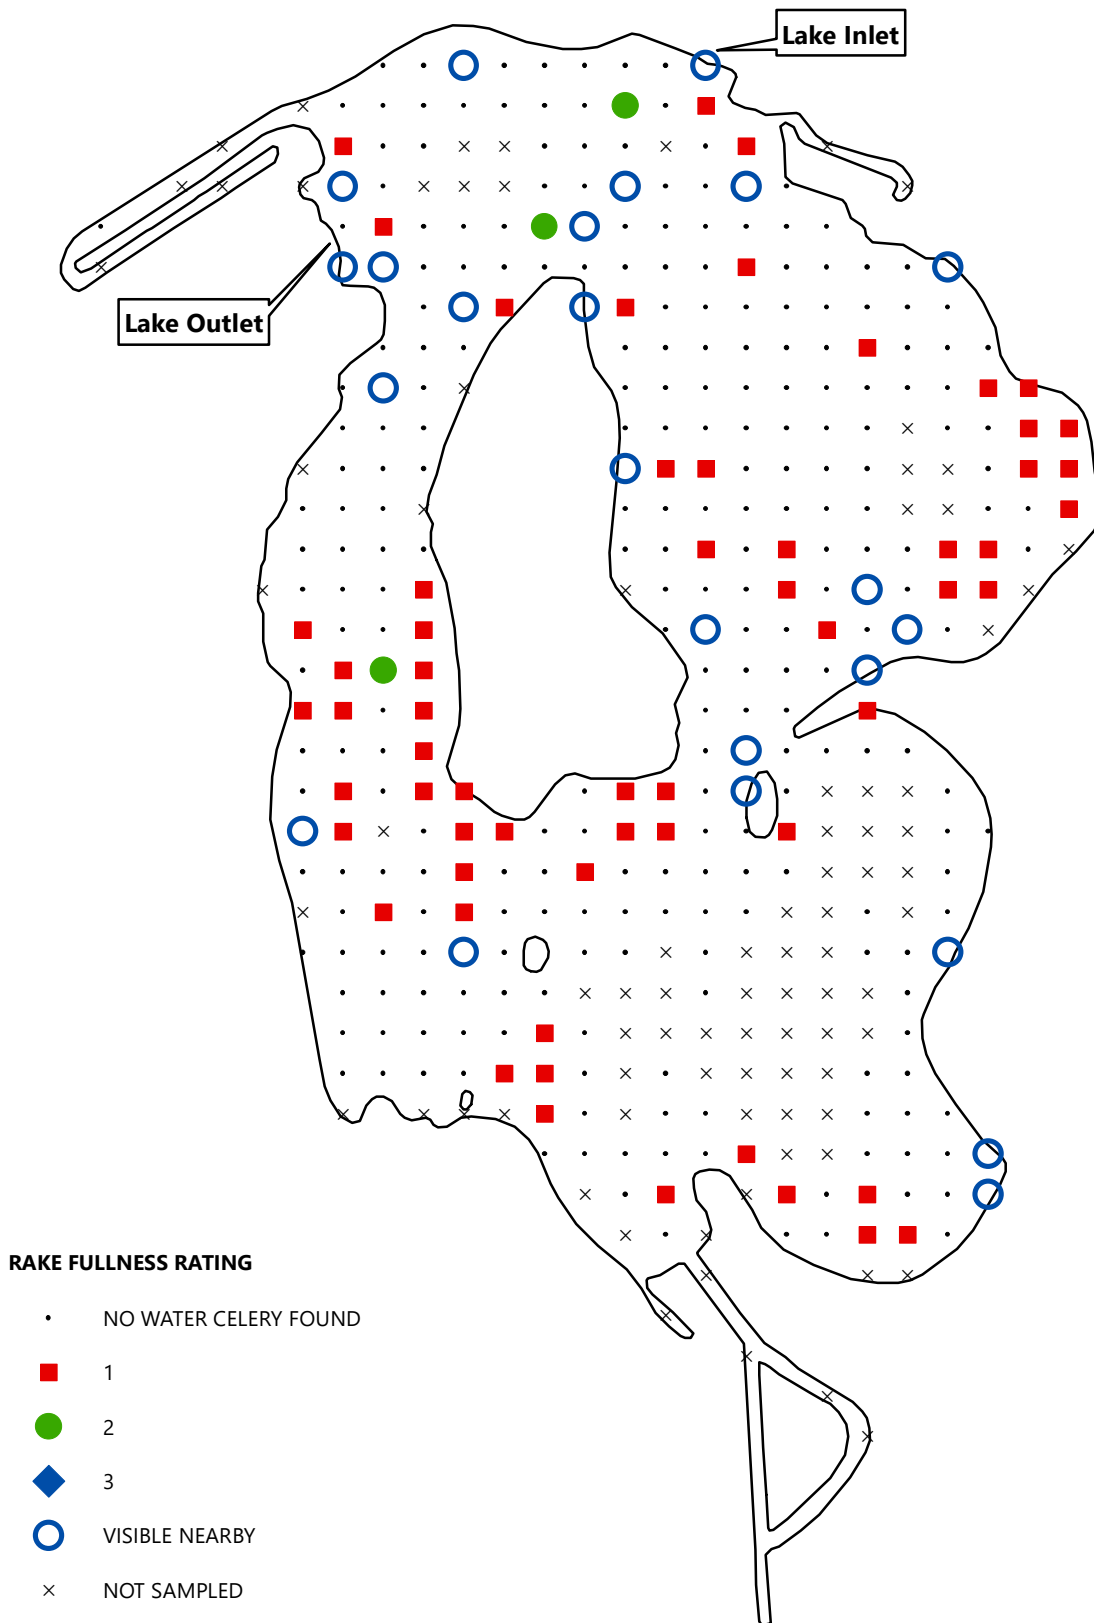 Lake Inlet
Lake Outlet
RAKE FULLNESS RATING
NO WATER CELERY FOUND
1
2
3
VISIBLE NEARBY
NOT SAMPLED